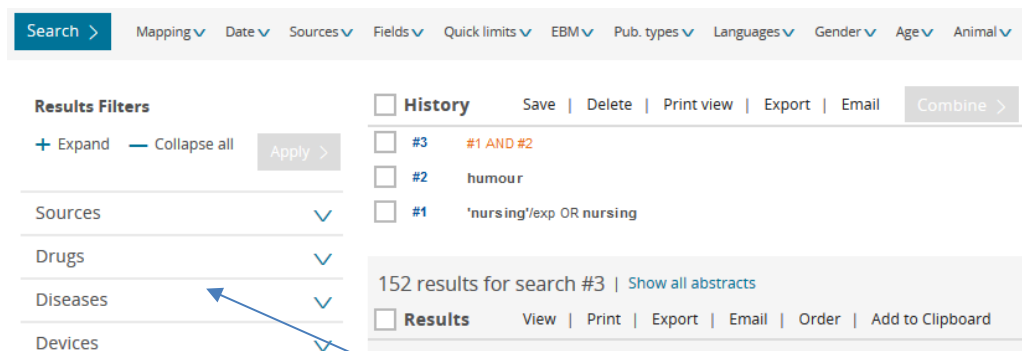 Search > Mapping Date Sources Fields Quick limits EBM Pub. types Languages Gender Age Animal
Results Filters
+ Expand — Collapse all Apply >
Sources
Drugs
Diseases
Devices
History Save | Delete | Print view | Export | Email Combine >
#3 #1 AND #2
#2 humour
#1 'nursing'/exp OR nursing
152 results for search #3 | Show all abstracts
Results View | Print | Export | Email | Order | Add to Clipboard